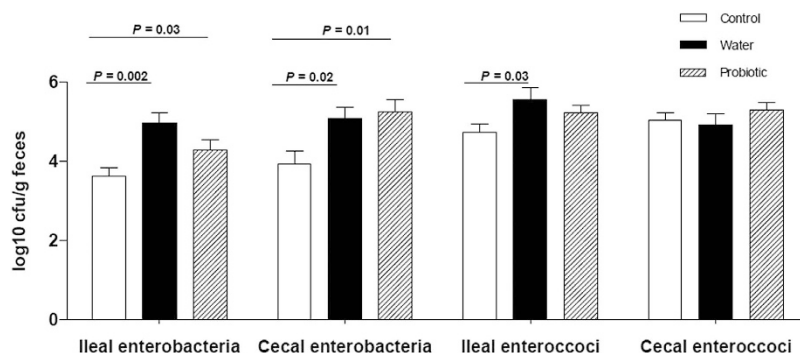 Control
Water
Probiotic
P = 0.03
P = 0.002
P = 0.01
P = 0.02
P = 0.03
6
4
2
0
log10 cfu/g feces
Ileal enterobacteria
Cecal enterobacteria
Ileal enteroccoci
Cecal enteroccoci